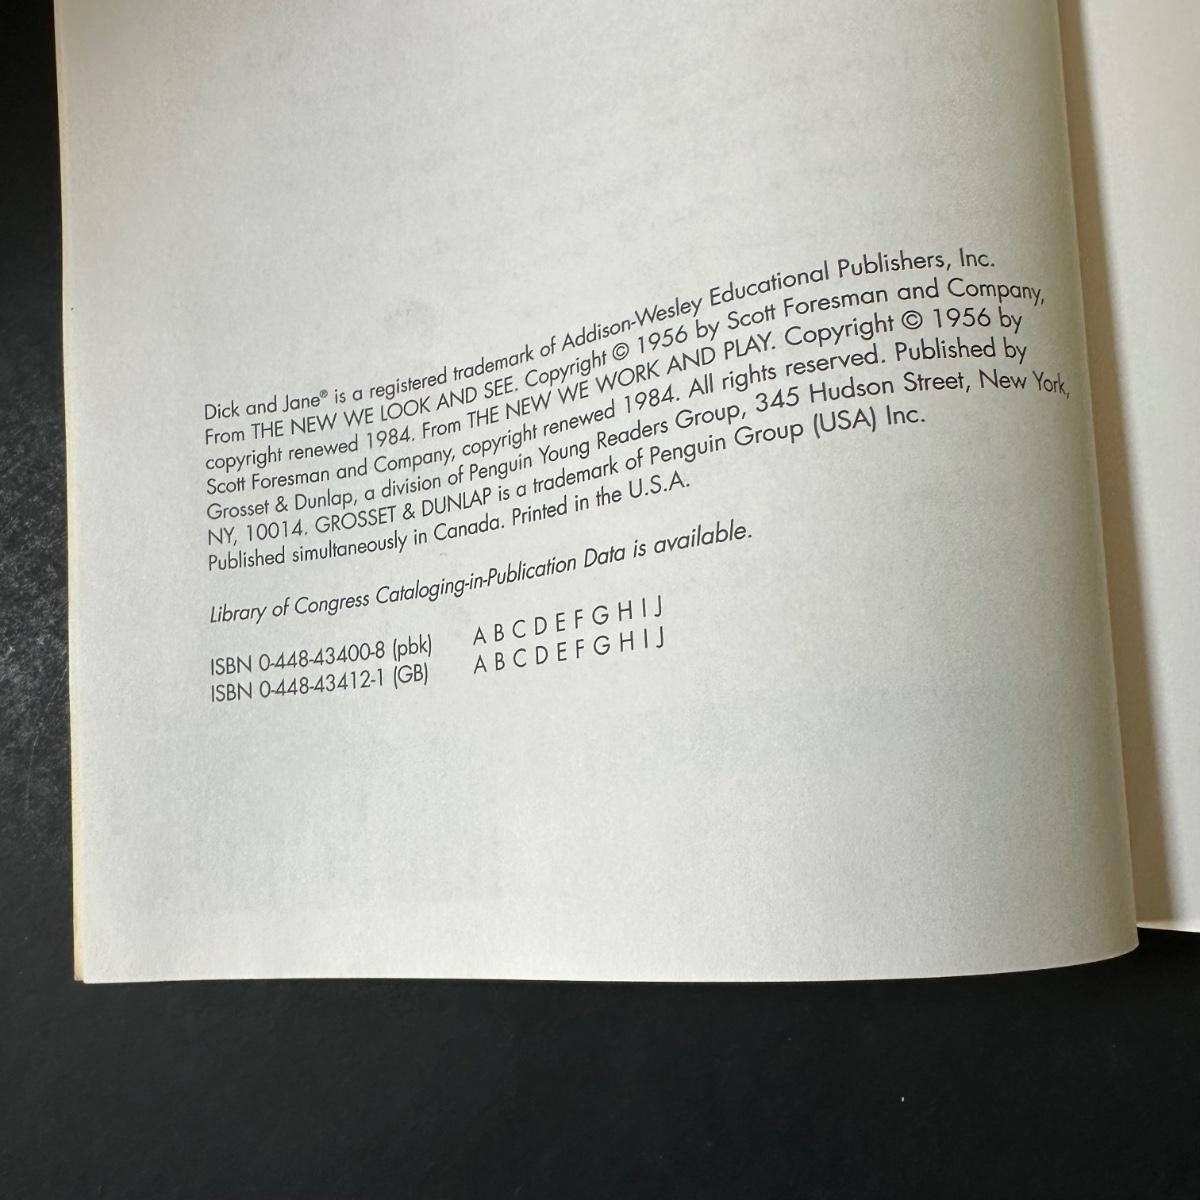 Dick and Jane® is a registered trademark of Addison-Wesley Educational Publishers, Inc.
From THE NEW WE LOOK AND SEE. Copyright © 1956 by Scott Foresman and Company,
copyright renewed 1984. From THE NEW WE WORK AND PLAY. Copyright © 1956 by
Scott Foresman and Company, copyright renewed 1984. All rights reserved. Published by
Grosset & Dunlap, a division of Penguin Young Readers Group, 345 Hudson Street, New York,
NY, 10014. GROSSET & DUNLAP is a trademark of Penguin Group (USA) Inc.
Published simultaneously in Canada. Printed in the U.S.A.
Library of Congress Cataloging-in-Publication Data is available.
ISBN 0-448-43400-8 (pbk) A B C D E F G H I J
ISBN 0-448-43412-1 (GB) A B C D E F G H I J